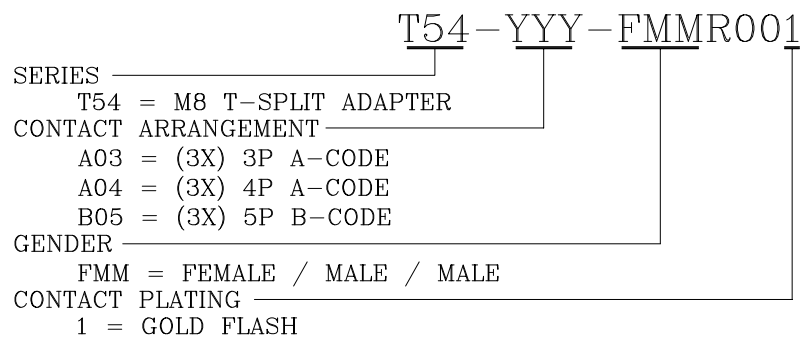 T54-YYY-FMMR001
SERIES
T54 = M8 T-SPLIT ADAPTER
CONTACT ARRANGEMENT
A03 = (3X) 3P A-CODE
A04 = (3X) 4P A-CODE
B05 = (3X) 5P B-CODE
GENDER
FMM = FEMALE / MALE / MALE
CONTACT PLATING
1 = GOLD FLASH